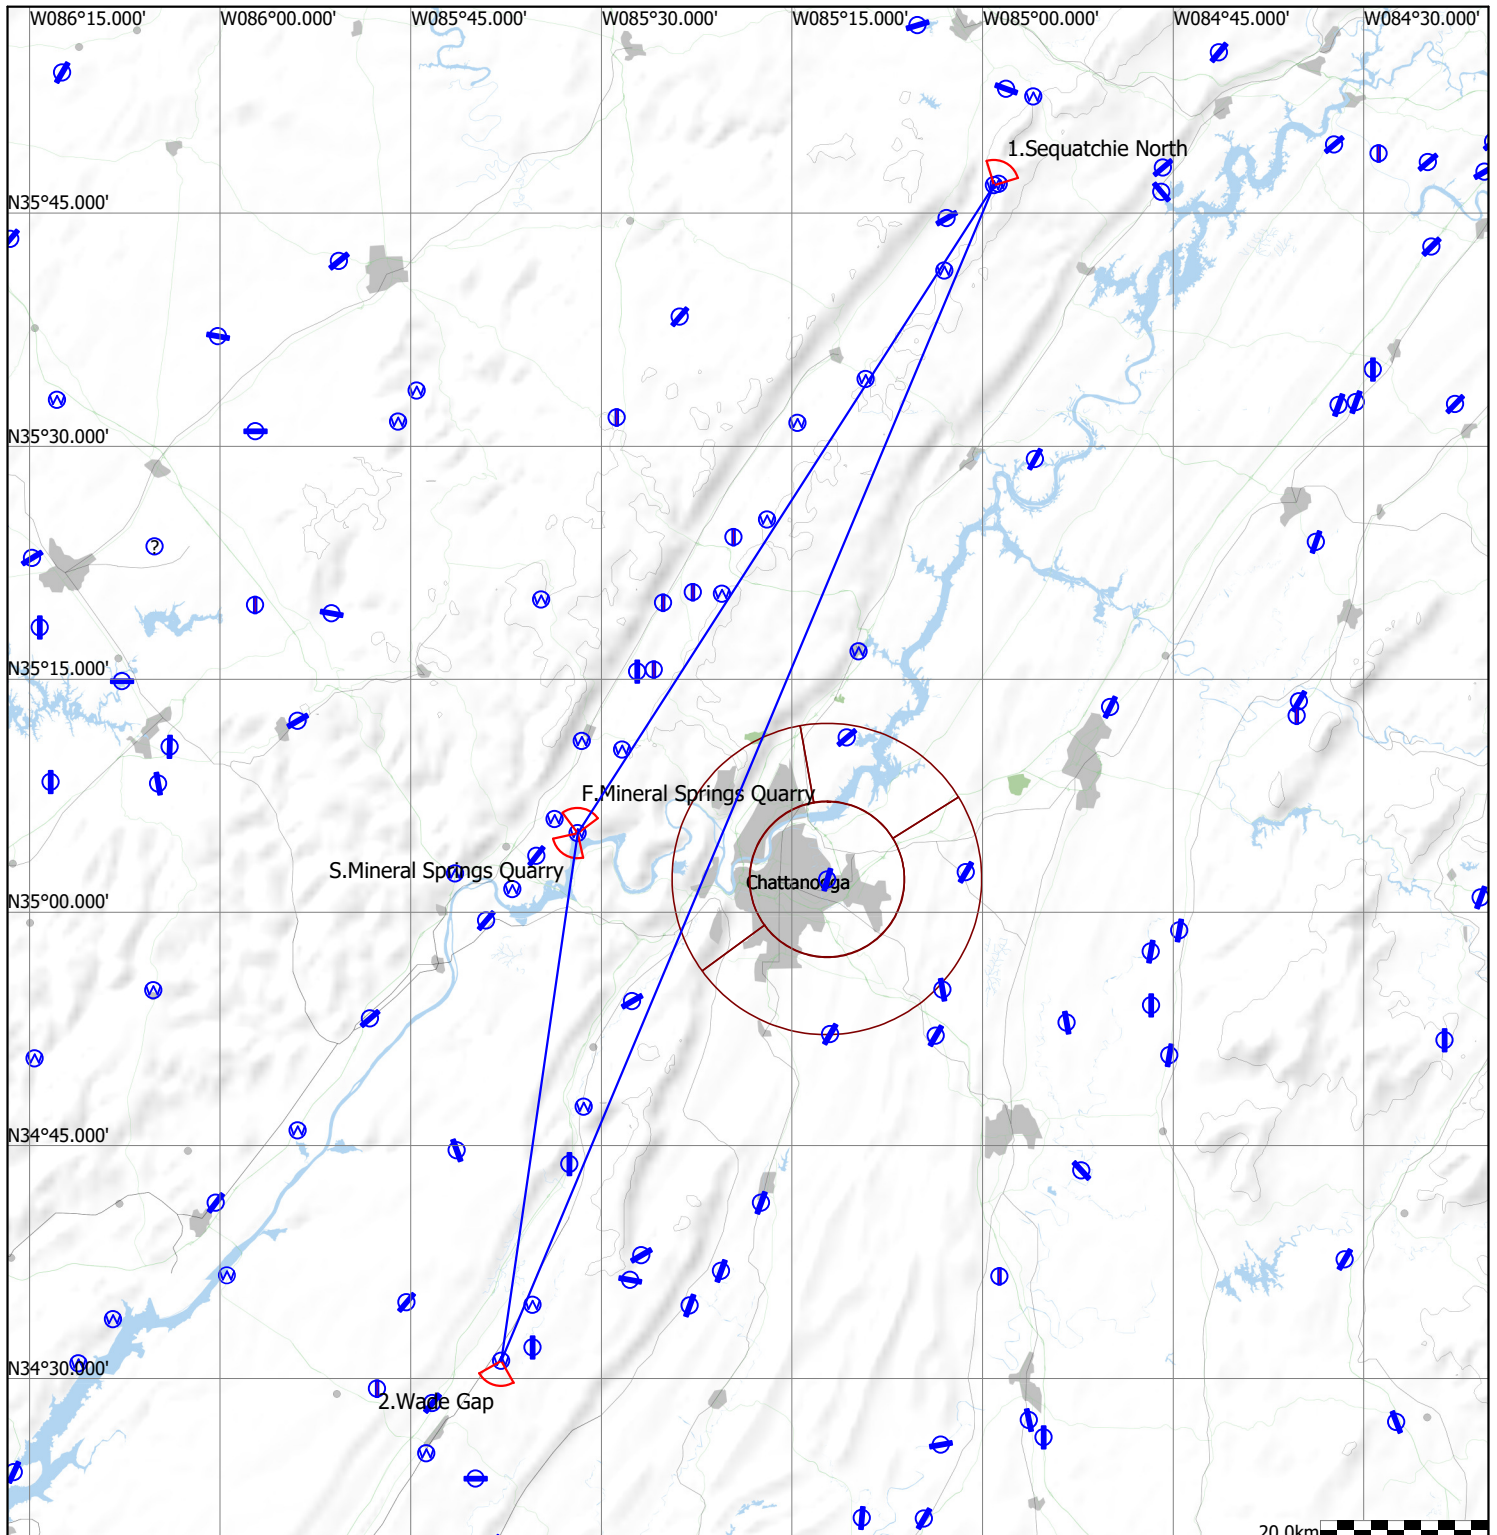 W086°15.000'
W086°00.000'
W085°45.000'
W085°30.000'
W085°15.000'
W085°00.000'
W084°45.000'
W084°30.000'
1.Sequatchie North
N35°45.000'
N35°30.000'
?
N35°15.000'
F.Mineral Springs Quarry
S.Mineral Springs Quarry
Chattanooga
N35°00.000'
N34°45.000'
N34°30.000'
2.Wade Gap
20.0km